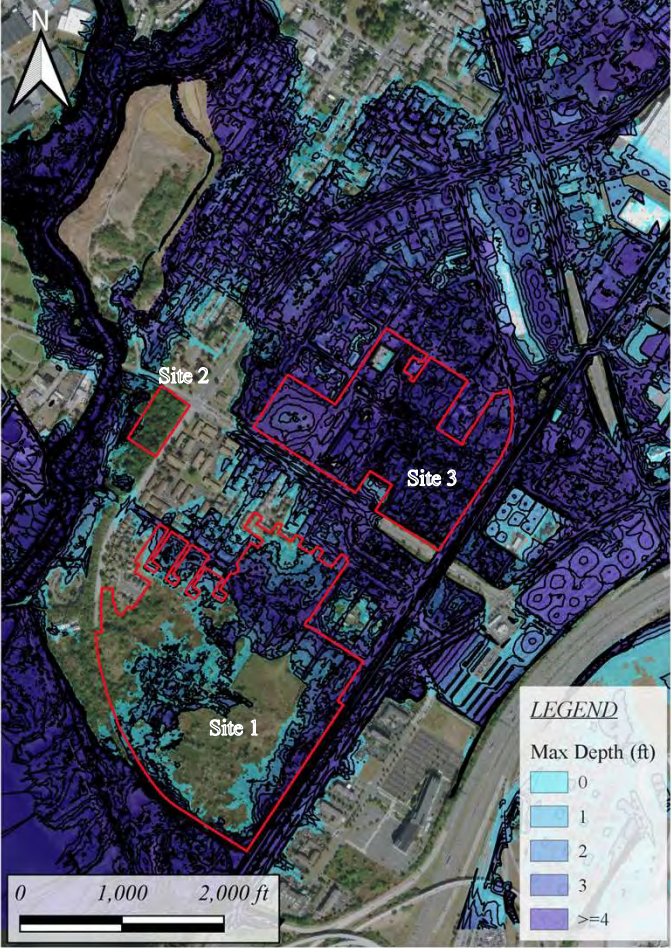 N
Site 2
Site 3
Site 1
LEGEND
Max Depth (ft)
0
1
2
3
>=4
0 1,000 2,000 ft